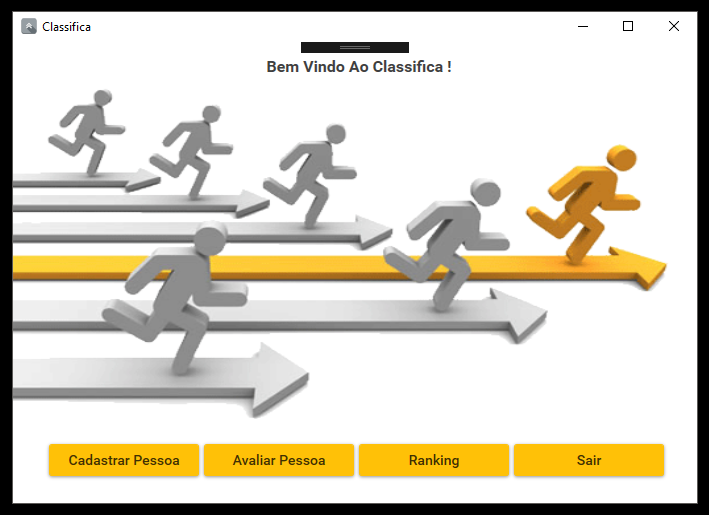 Classifica
Bem Vindo Ao Classifica !
Cadastrar Pessoa
Avaliar Pessoa
Ranking
Sair